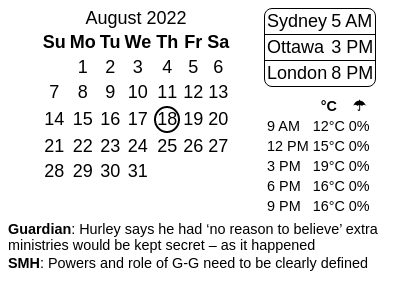 August 2022
Su Mo Tu We Th Fr Sa
1 2 3 4 5 6
7 8 9 10 11 12 13
14 15 16 17 18 19 20
21 22 23 24 25 26 27
28 29 30 31
Sydney 5 AM
Ottawa 3 PM
London 8 PM
°C ☂
9 AM 12°C 0%
12 PM 15°C 0%
3 PM 19°C 0%
6 PM 16°C 0%
9 PM 16°C 0%
Guardian: Hurley says he had ‘no reason to believe’ extra
ministries would be kept secret – as it happened
SMH: Powers and role of G-G need to be clearly defined